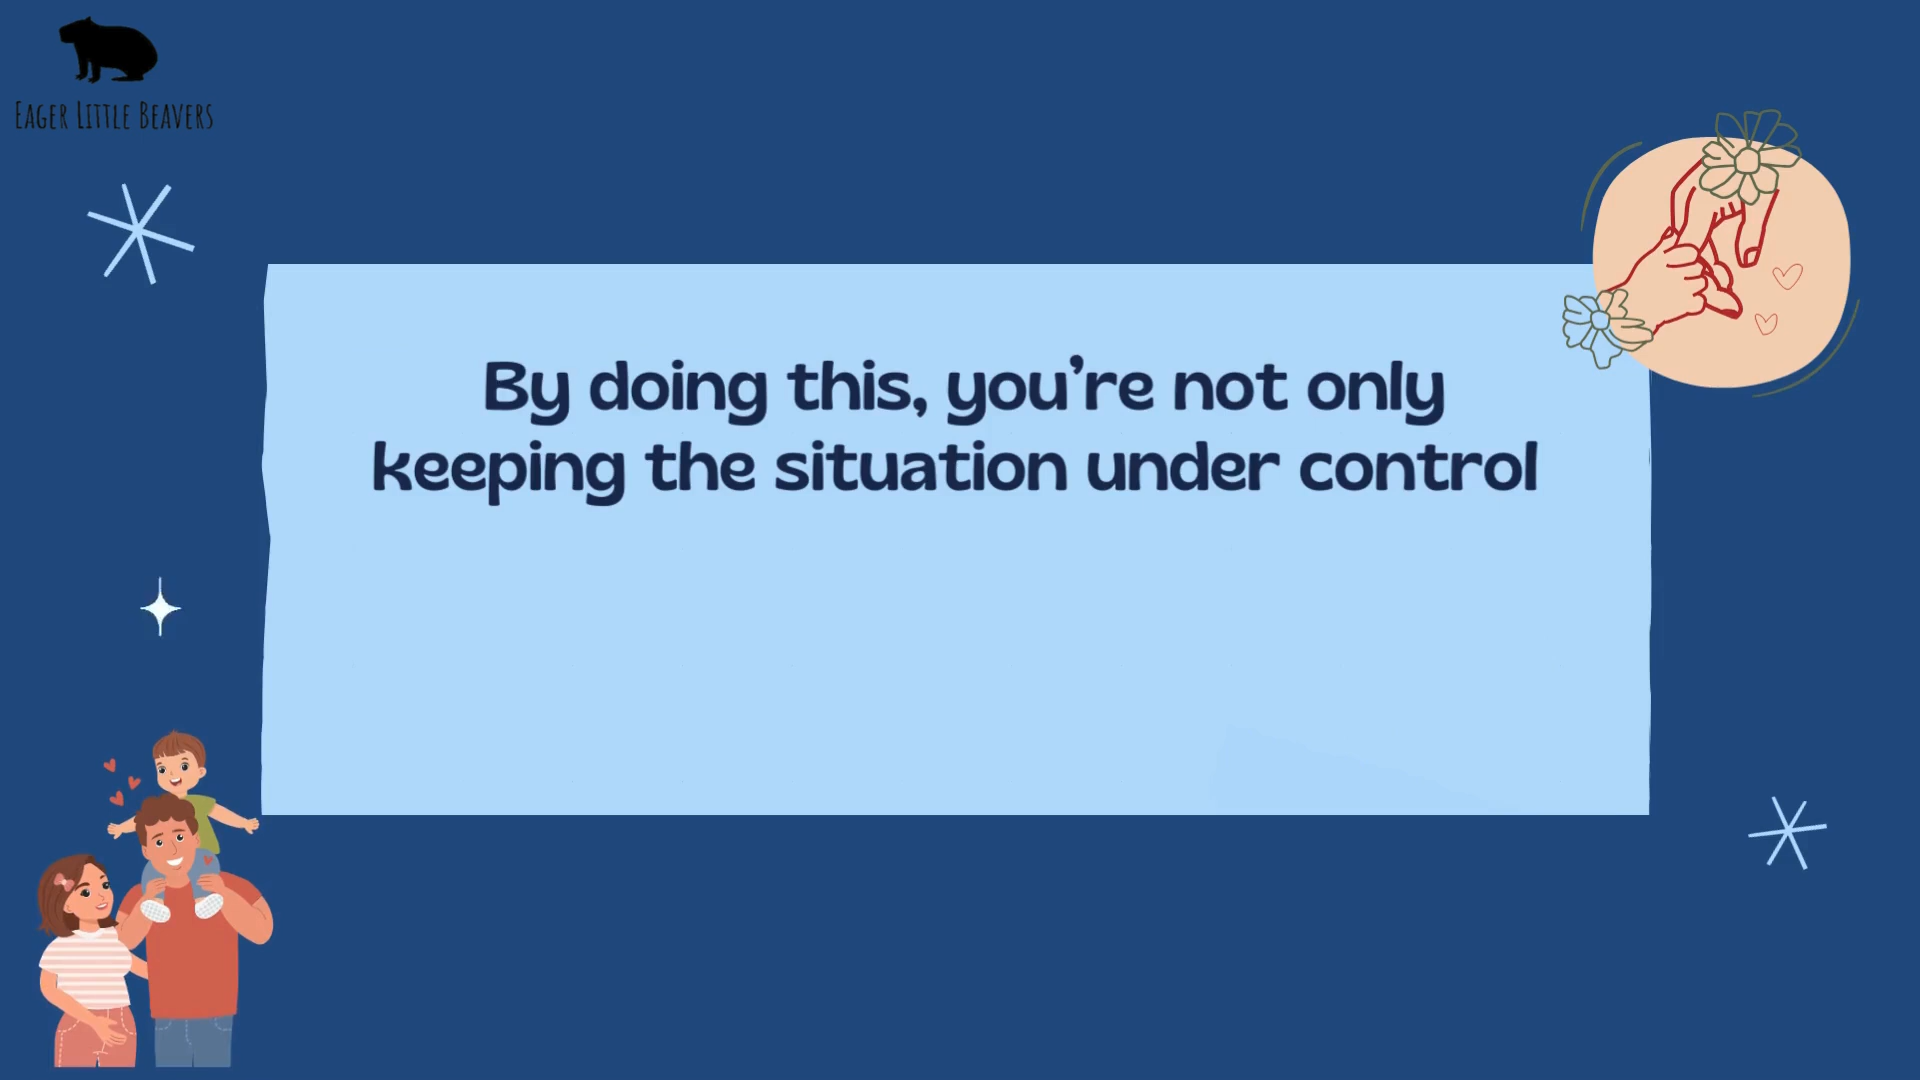 EAGER LITTLE BEAVERS
By doing this, you’re not only
keeping the situation under control